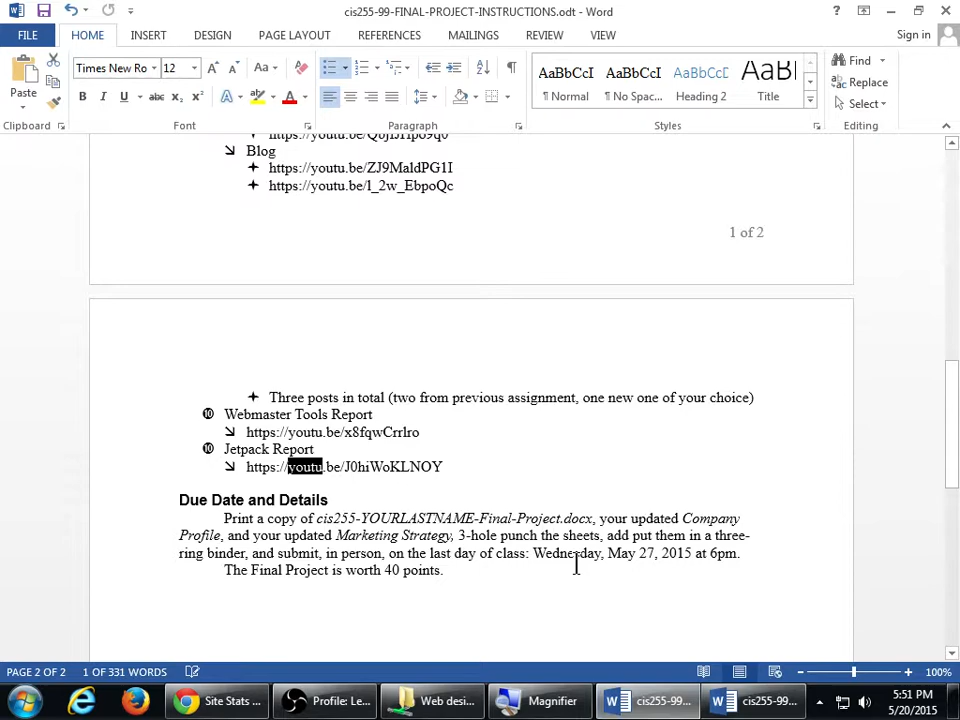 cis255-99-FINAL-PROJECT-INSTRUCTIONS.odt - Word
FILE HOME INSERT DESIGN PAGE LAYOUT REFERENCES MAILINGS REVIEW VIEW Sign in
Paste
Times New Ro 12
AaBbCcI AaBbCcI AaBbCcD AaBl
¶ Normal ¶ No Spac... Heading 2 Title
Find
Replace
Select
Clipboard Font Paragraph Styles Editing
Blog
https://youtu.be/ZJ9MaldPG1I
https://youtu.be/l_2w_EbpoQc
1 of 2
Three posts in total (two from previous assignment, one new one of your choice)
⓾ Webmaster Tools Report
https://youtu.be/x8fqwCrrlro
⓾ Jetpack Report
https://youtu.be/J0hiWoKLNOY
Due Date and Details
Print a copy of cis255-YOURLASTNAME-Final-Project.docx, your updated Company
Profile, and your updated Marketing Strategy, 3-hole punch the sheets, add put them in a three-
ring binder, and submit, in person, on the last day of class: Wednesday, May 27, 2015 at 6pm.
The Final Project is worth 40 points.
PAGE 2 OF 2 1 OF 331 WORDS 100%
Site Stats ... Profile: Le... Web desi... Magnifier cis255-99... cis255-99...
5:51 PM
5/20/2015